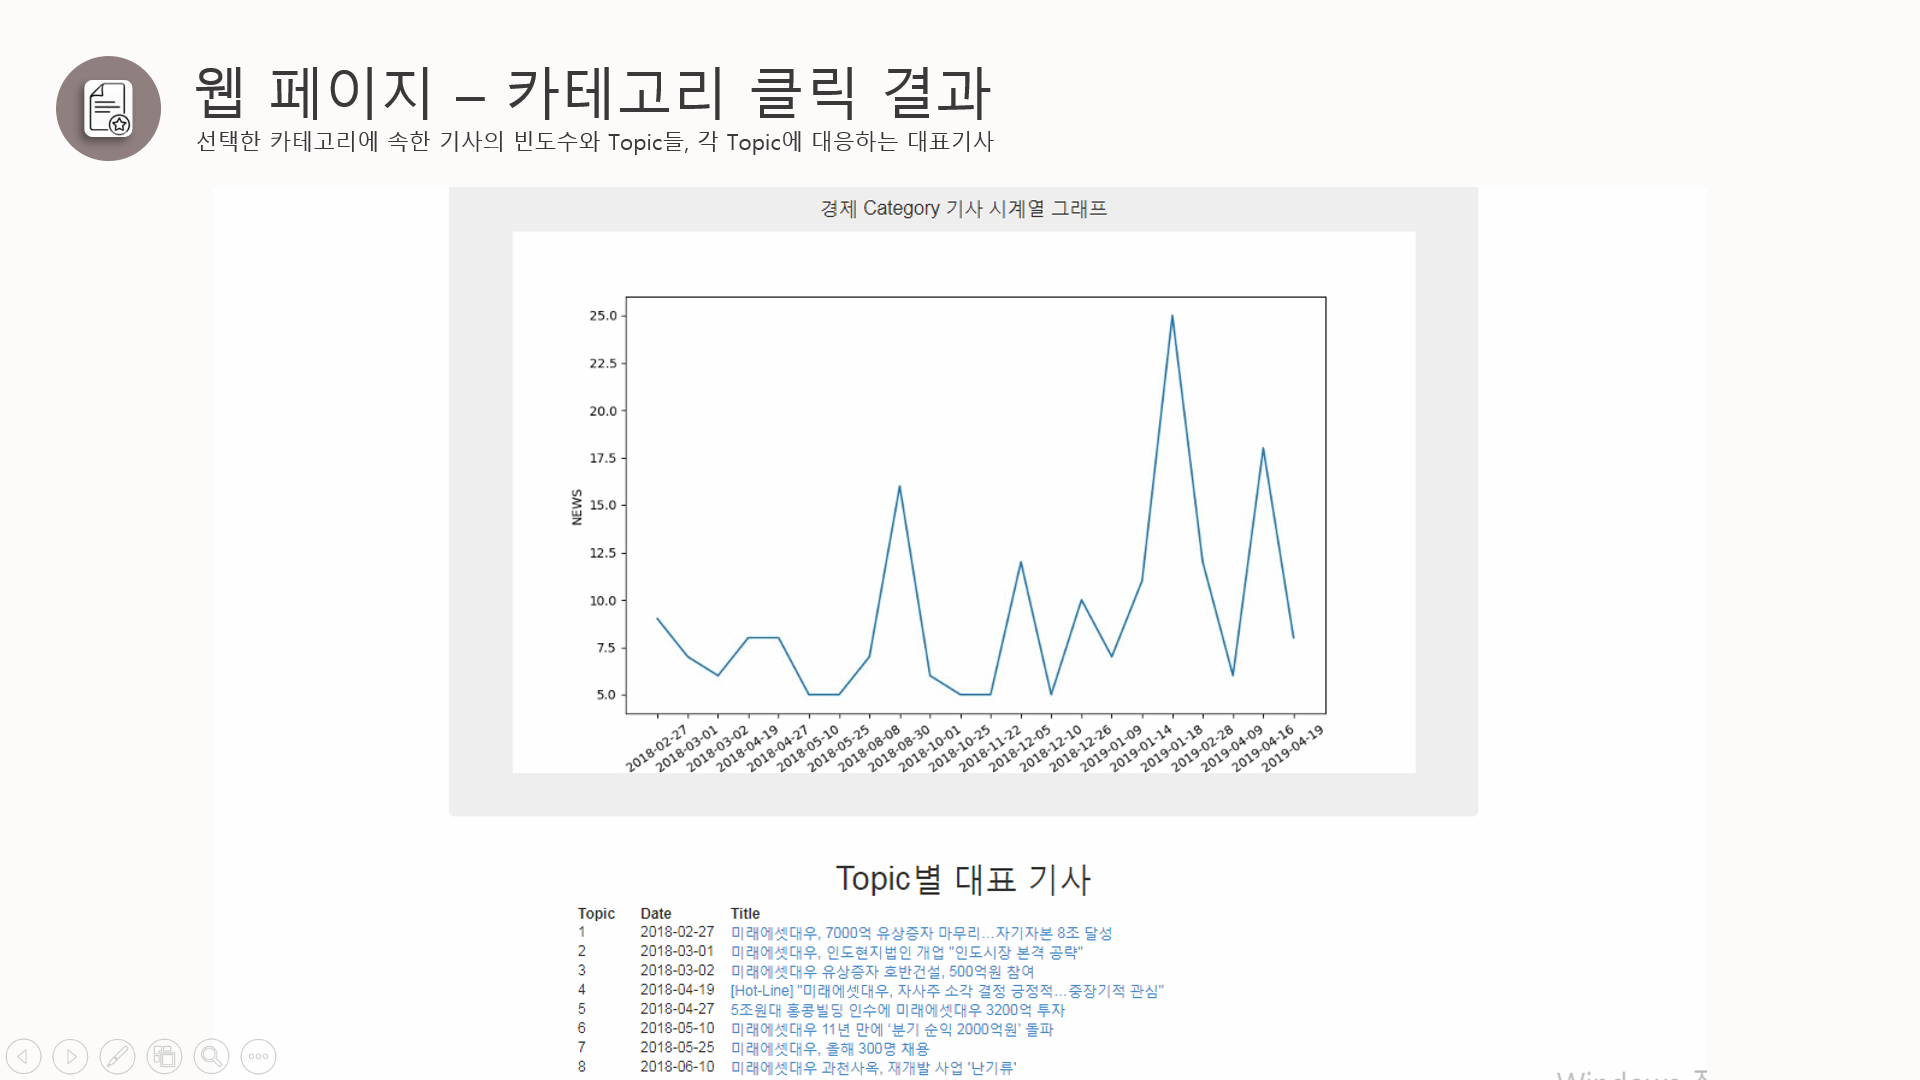 웹 페이지 – 카테고리 클릭 결과
선택한 카테고리에 속한 기사의 빈도수와 Topic들, 각 Topic에 대응하는 대표기사
경제 Category 기사 시계열 그래프
25.0
22.5
20.0
17.5
15.0
12.5
10.0
7.5
5.0
NEWS
2018-02-27
2018-03-01
2018-03-02
2018-04-19
2018-04-27
2018-05-10
2018-05-25
2018-08-08
2018-08-30
2018-10-01
2018-10-25
2018-11-22
2018-12-05
2018-12-10
2018-12-26
2019-01-09
2019-01-14
2019-01-18
2019-02-28
2019-04-09
2019-04-16
2019-04-19
Topic별 대표 기사
Topic Date Title
1 2018-02-27 미래에셋대우, 7000억 유상증자 마무리…자기자본 8조 달성
2 2018-03-01 미래에셋대우, 인도현지법인 개업 "인도시장 본격 공략"
3 2018-03-02 미래에셋대우 유상증자 호반건설, 500억원 참여
4 2018-04-19 [Hot-Line] "미래에셋대우, 자사주 소각 결정 긍정적…중장기적 관심"
5 2018-04-27 5조원대 홍콩빌딩 인수에 미래에셋대우 3200억 투자
6 2018-05-10 미래에셋대우 11년 만에 ‘분기 순익 2000억원’ 돌파
7 2018-05-25 미래에셋대우, 올해 300명 채용
8 2018-06-10 미래에셋대우 과천사옥, 재개발 사업 '난기류'